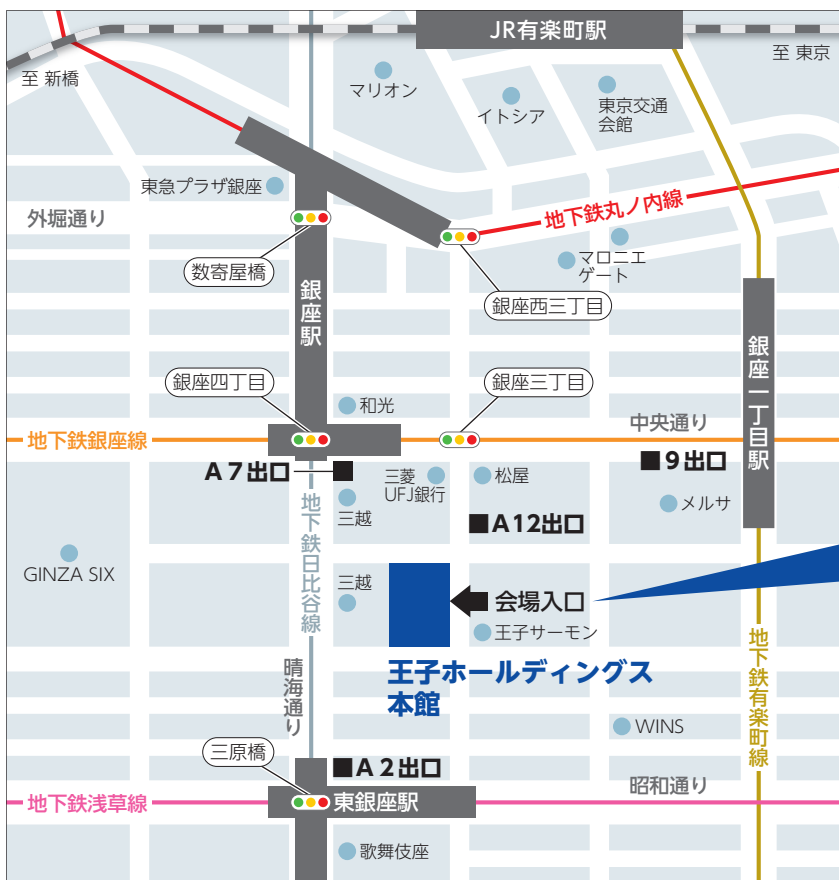 JR有楽町駅
至 新橋
至 東京
マリオン
イトシア
東京交通
会館
東急プラザ銀座
外堀通り
地下鉄丸ノ内線
数寄屋橋
マロニエ
ゲート
銀座駅
銀座西三丁目
銀座一丁目駅
銀座四丁目
銀座三丁目
和光
中央通り
地下鉄銀座線
A7出口
三菱
UFJ銀行
松屋
9出口
三越
A12出口
メルサ
地下鉄日比谷線
GINZA SIX
三越
会場入口
王子サーモン
地下鉄有楽町線
王子ホールディングス
本館
晴海通り
WINS
三原橋
A2出口
昭和通り
地下鉄浅草線
東銀座駅
歌舞伎座